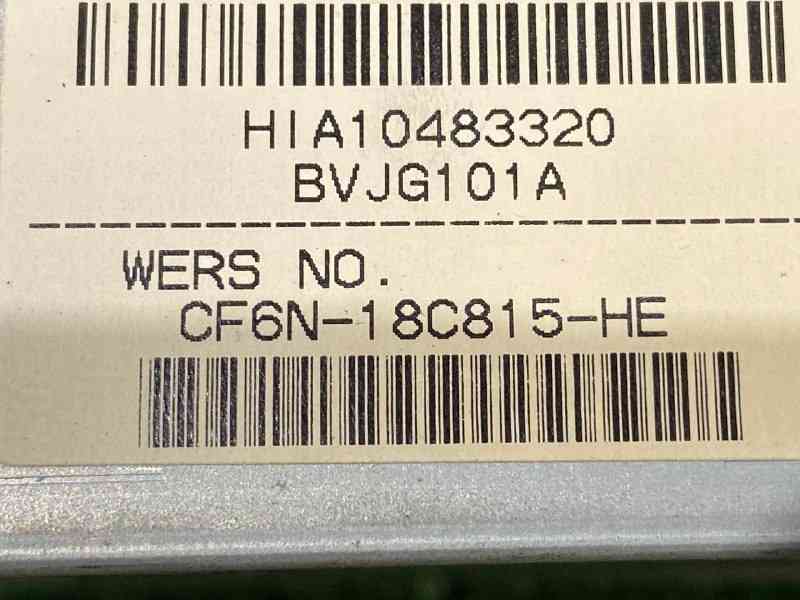 HIA10483320
BVJG101A
WERS NO.
CF6N-18C815-HE